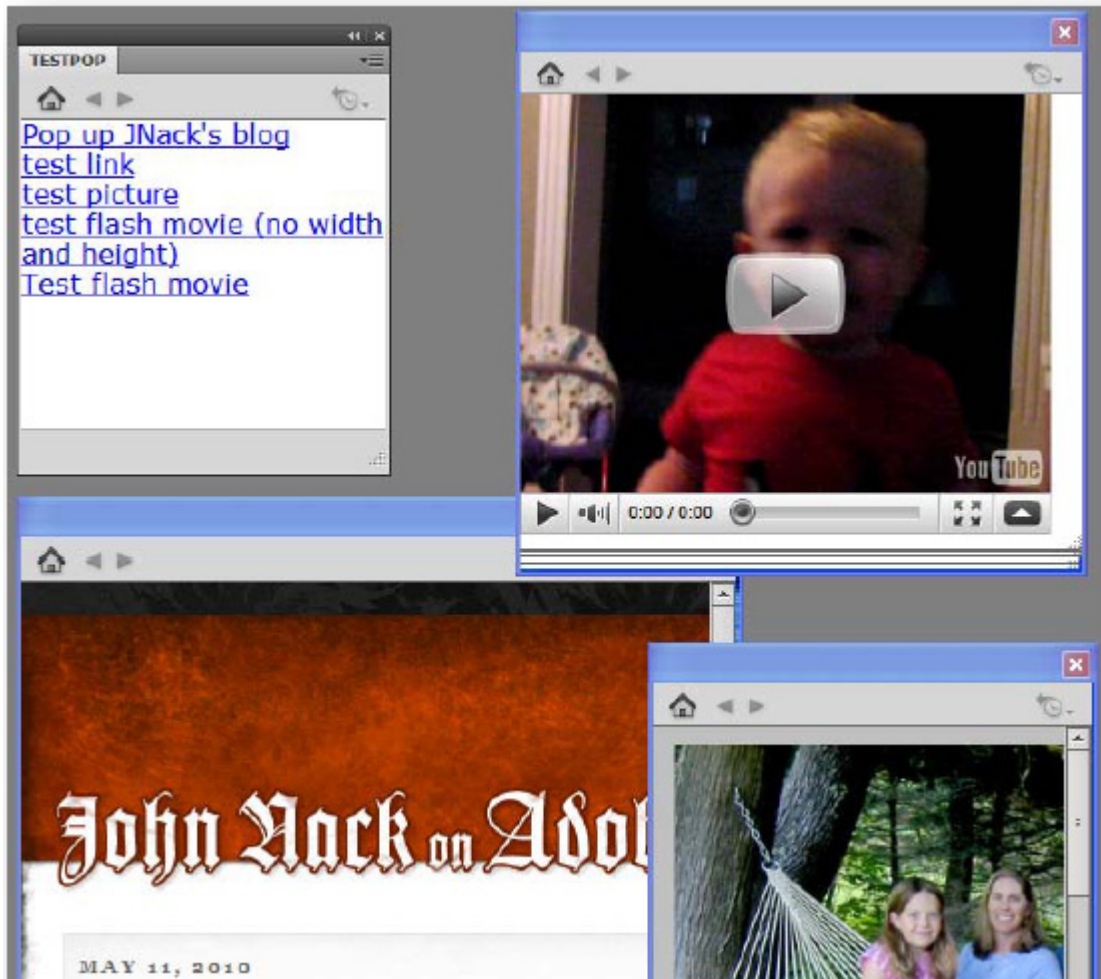 TESTPOP
Pop up JNack's blog
test link
test picture
test flash movie (no width
and height)
Test flash movie
YouTube
0:00 / 0:00
John Nack on Adob
MAY 11, 2010